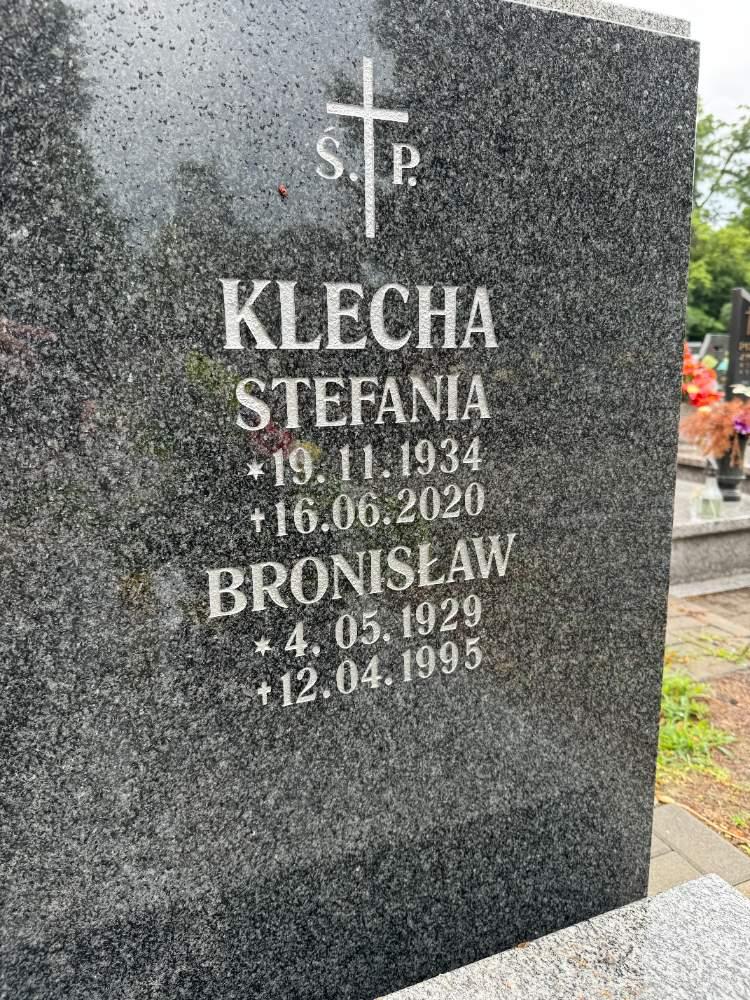 Ś. P.
KLECHA
STEFANIA
* 19. 11. 1934
† 16.06.2020
BRONISŁAW
* 4. 05. 1929
† 12.04.1995